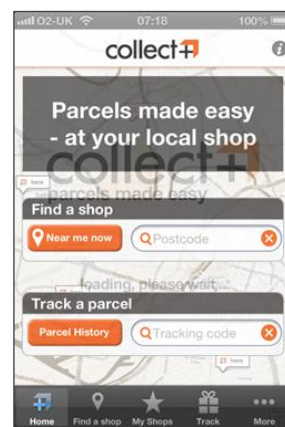 O2-UK 07:18 100%
collect+
Parcels made easy
- at your local shop
collect+
parcels made easy
here
Find a shop
Near me now Postcode
loading, please wait...
Track a parcel
Parcel History Tracking code
here
Home Find a shop My Shops Track More